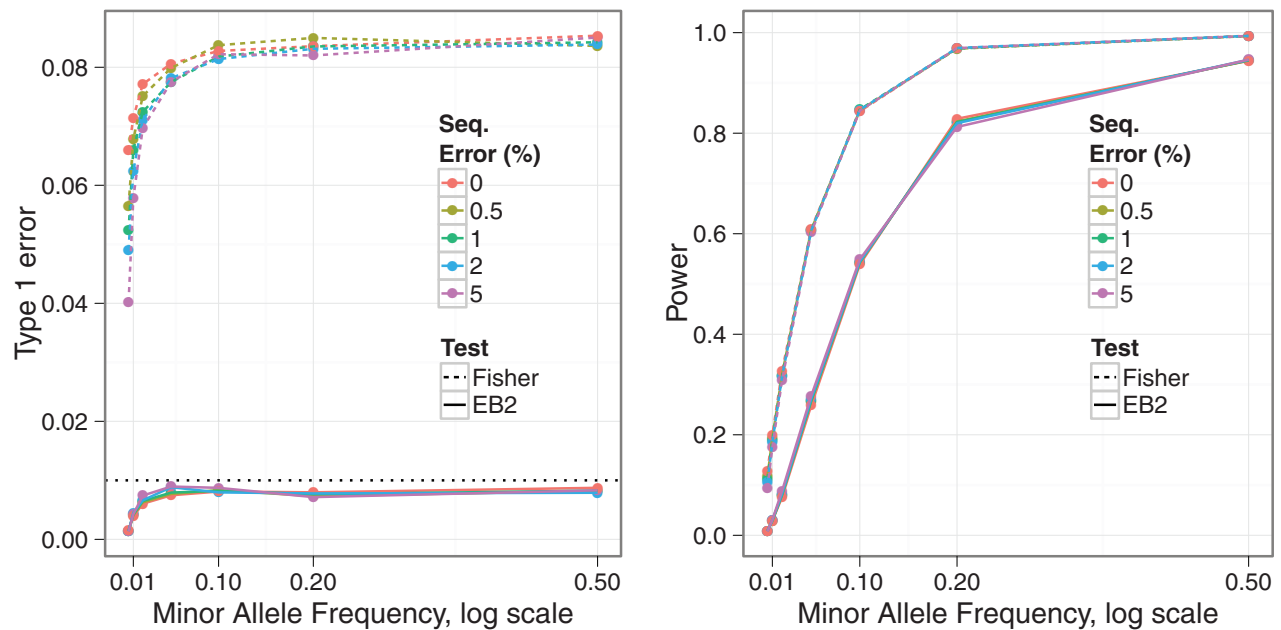 0.08
0.06
0.04
0.02
0.00
Type 1 error
0.01 0.10 0.20 0.50
Minor Allele Frequency, log scale
Seq.
Error (%)
0
0.5
1
2
5
Test
Fisher
EB2
1.0
0.8
0.6
0.4
0.2
0.0
Power
0.01 0.10 0.20 0.50
Minor Allele Frequency, log scale
Seq.
Error (%)
0
0.5
1
2
5
Test
Fisher
EB2